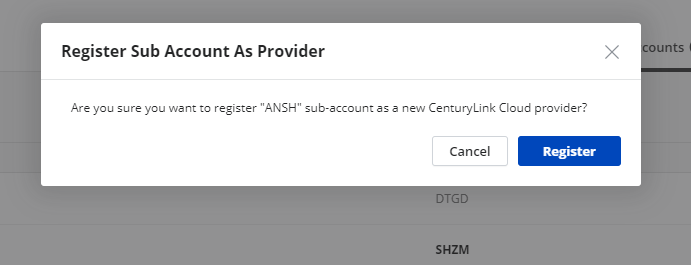 Register Sub Account As Provider
counts
Are you sure you want to register "ANSH" sub-account as a new CenturyLink Cloud provider?
Cancel
Register
DTGD
SHZM